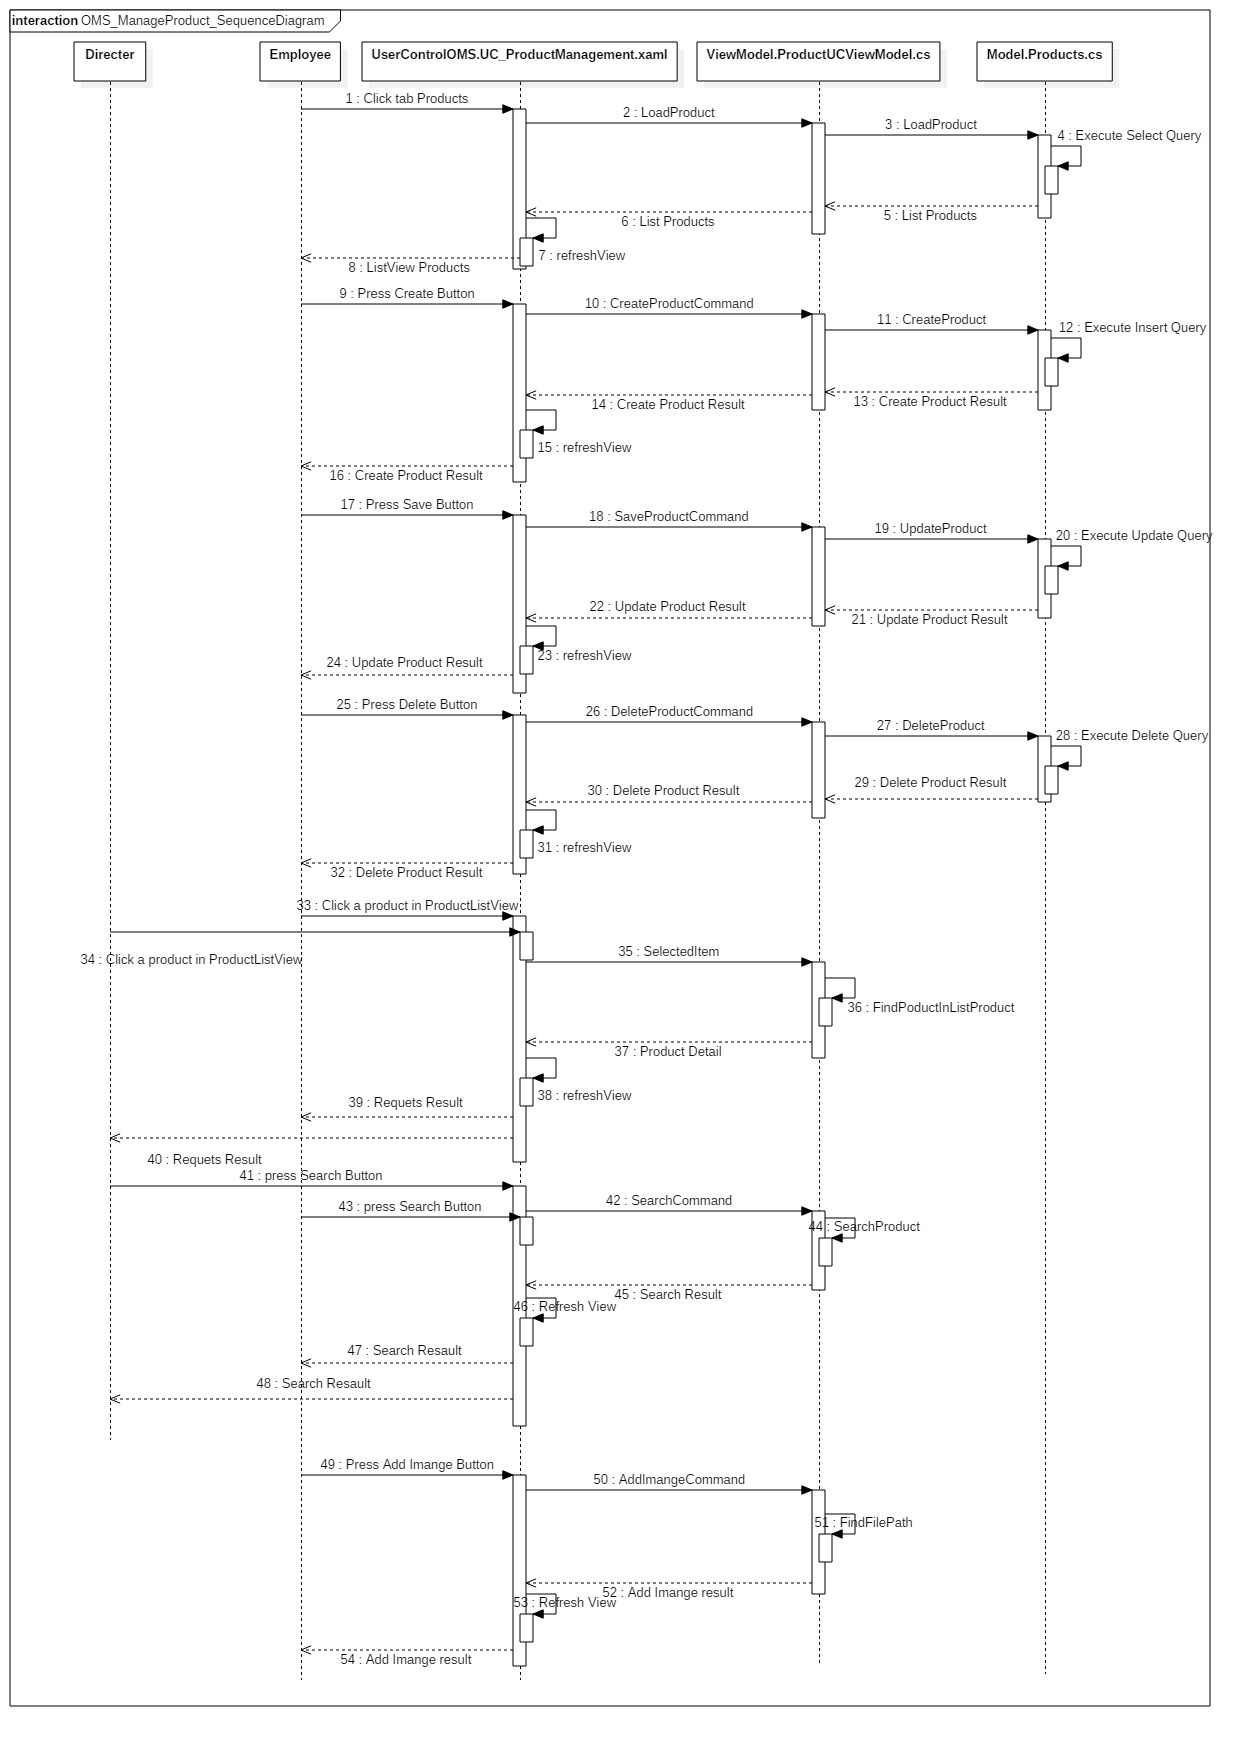 interaction OMS_ManageProduct_SequenceDiagram
Directer
Employee
UserControlOMS.UC_ProductManagement.xaml
ViewModel.ProductUCViewModel.cs
Model.Products.cs
1 : Click tab Products
2 : LoadProduct
3 : LoadProduct
4 : Execute Select Query
5 : List Products
6 : List Products
7 : refreshView
8 : ListView Products
9 : Press Create Button
10 : CreateProductCommand
11 : CreateProduct
12 : Execute Insert Query
13 : Create Product Result
14 : Create Product Result
15 : refreshView
16 : Create Product Result
17 : Press Save Button
18 : SaveProductCommand
19 : UpdateProduct
20 : Execute Update Query
21 : Update Product Result
22 : Update Product Result
23 : refreshView
24 : Update Product Result
25 : Press Delete Button
26 : DeleteProductCommand
27 : DeleteProduct
28 : Execute Delete Query
29 : Delete Product Result
30 : Delete Product Result
31 : refreshView
32 : Delete Product Result
33 : Click a product in ProductListView
34 : Click a product in ProductListView
35 : SelectedItem
36 : FindPoductInListProduct
37 : Product Detail
38 : refreshView
39 : Requets Result
40 : Requets Result
41 : press Search Button
42 : SearchCommand
43 : press Search Button
44 : SearchProduct
45 : Search Result
46 : Refresh View
47 : Search Resault
48 : Search Resault
49 : Press Add Imange Button
50 : AddImangeCommand
51 : FindFilePath
52 : Add Imange result
53 : Refresh View
54 : Add Imange result